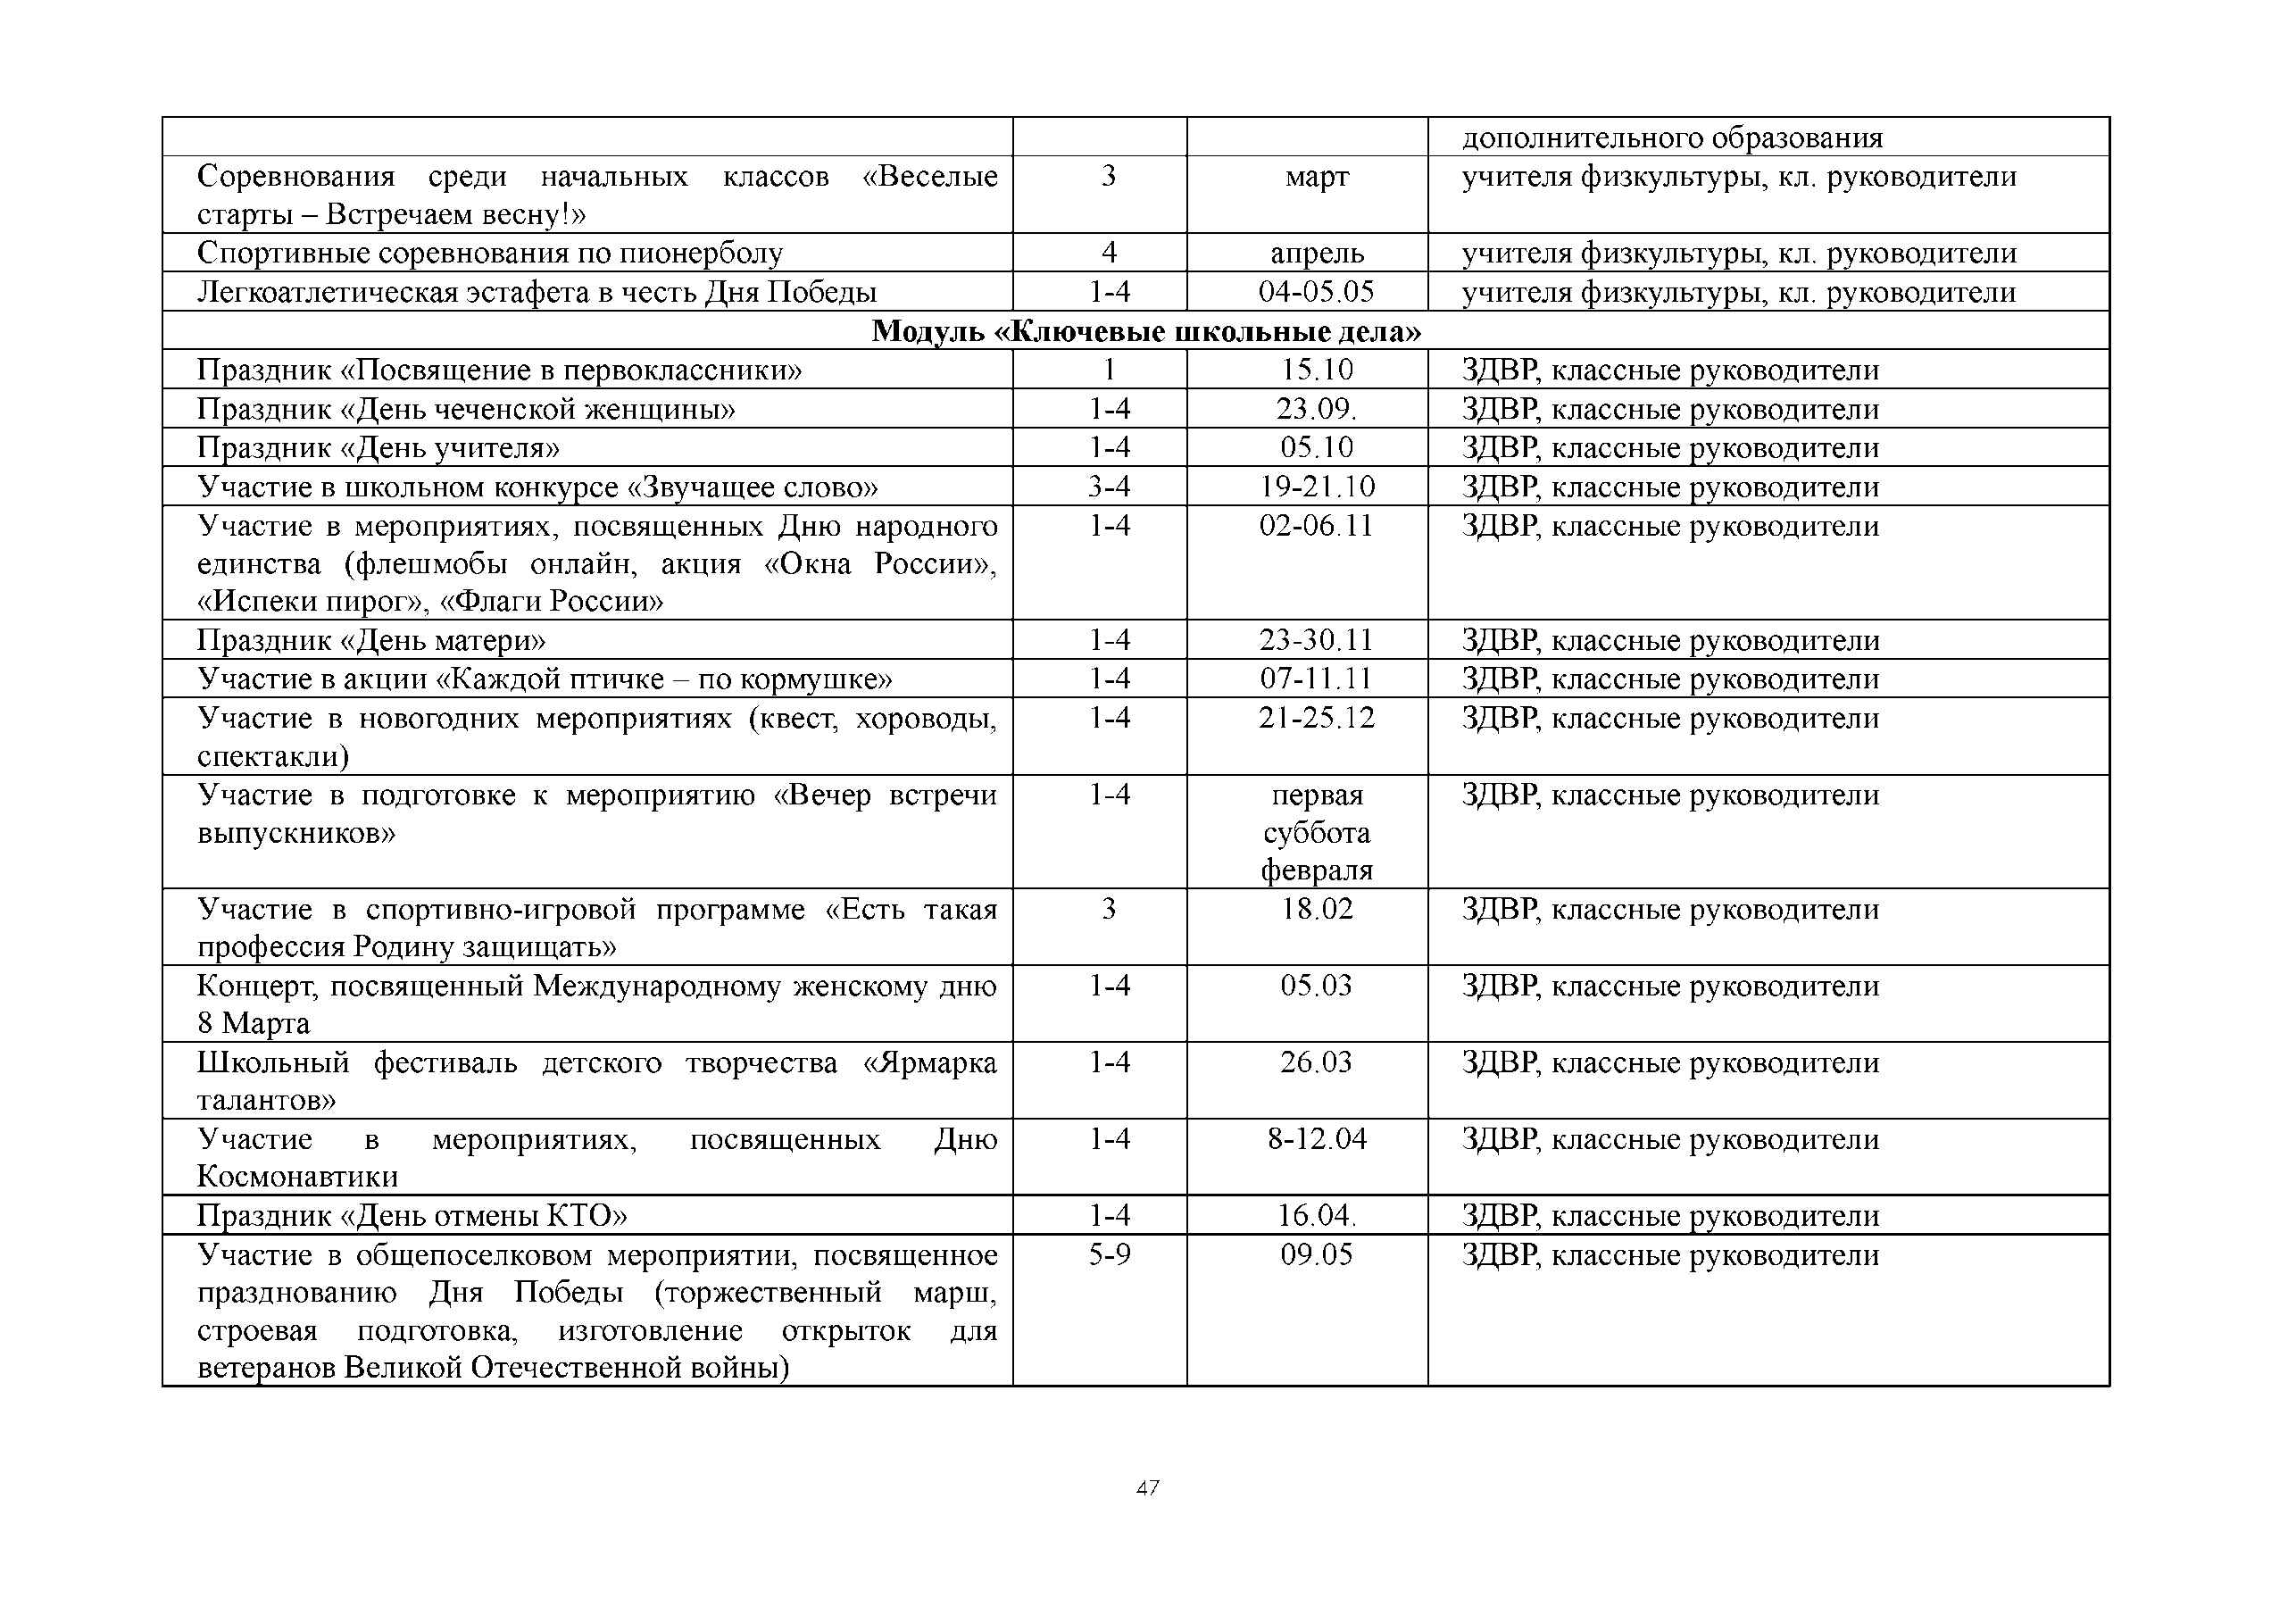 дополнительного образования
Соревнования среди начальных классов «Веселые 3 март учителя физкультуры, кл. руководители
старты – Встречаем весну!»
Спортивные соревнования по пионерболу 4 апрель учителя физкультуры, кл. руководители
Легкоатлетическая эстафета в честь Дня Победы 1-4 04-05.05 учителя физкультуры, кл. руководители
Модуль «Ключевые школьные дела»
Праздник «Посвящение в первоклассники» 1 15.10 ЗДВР, классные руководители
Праздник «День чеченской женщины» 1-4 23.09. ЗДВР, классные руководители
Праздник «День учителя» 1-4 05.10 ЗДВР, классные руководители
Участие в школьном конкурсе «Звучащее слово» 3-4 19-21.10 ЗДВР, классные руководители
Участие в мероприятиях, посвященных Дню народного 1-4 02-06.11 ЗДВР, классные руководители
единства (флешмобы онлайн, акция «Окна России»,
«Испеки пирог», «Флаги России»
Праздник «День матери» 1-4 23-30.11 ЗДВР, классные руководители
Участие в акции «Каждой птичке – по кормушке» 1-4 07-11.11 ЗДВР, классные руководители
Участие в новогодних мероприятиях (квест, хороводы, 1-4 21-25.12 ЗДВР, классные руководители
спектакли)
Участие в подготовке к мероприятию «Вечер встречи 1-4 первая ЗДВР, классные руководители
выпускников» суббота
февраля
Участие в спортивно-игровой программе «Есть такая 3 18.02 ЗДВР, классные руководители
профессия Родину защищать»
Концерт, посвященный Международному женскому дню 1-4 05.03 ЗДВР, классные руководители
8 Марта
Школьный фестиваль детского творчества «Ярмарка 1-4 26.03 ЗДВР, классные руководители
талантов»
Участие в мероприятиях, посвященных Дню 1-4 8-12.04 ЗДВР, классные руководители
Космонавтики
Праздник «День отмены КТО» 1-4 16.04. ЗДВР, классные руководители
Участие в общепоселковом мероприятии, посвященное 5-9 09.05 ЗДВР, классные руководители
празднованию Дня Победы (торжественный марш,
строевая подготовка, изготовление открыток для
ветеранов Великой Отечественной войны)
47